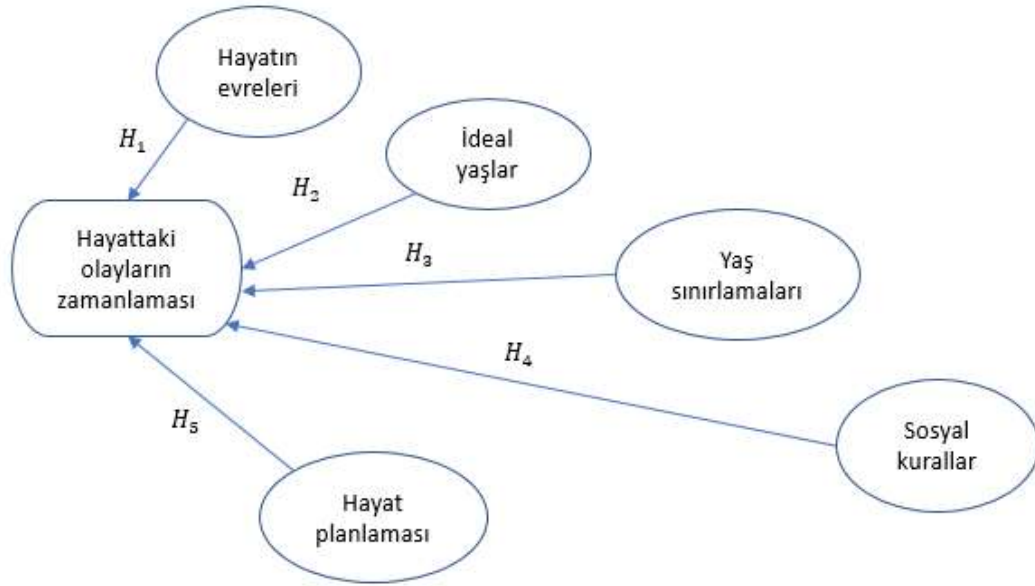 Hayatın
evreleri
H₁
İdeal
yaşlar
H₂
Hayattaki
olayların
zamanlaması
H₃
Yaş
sınırlamaları
H₄
Sosyal
kurallar
H₅
Hayat
planlaması